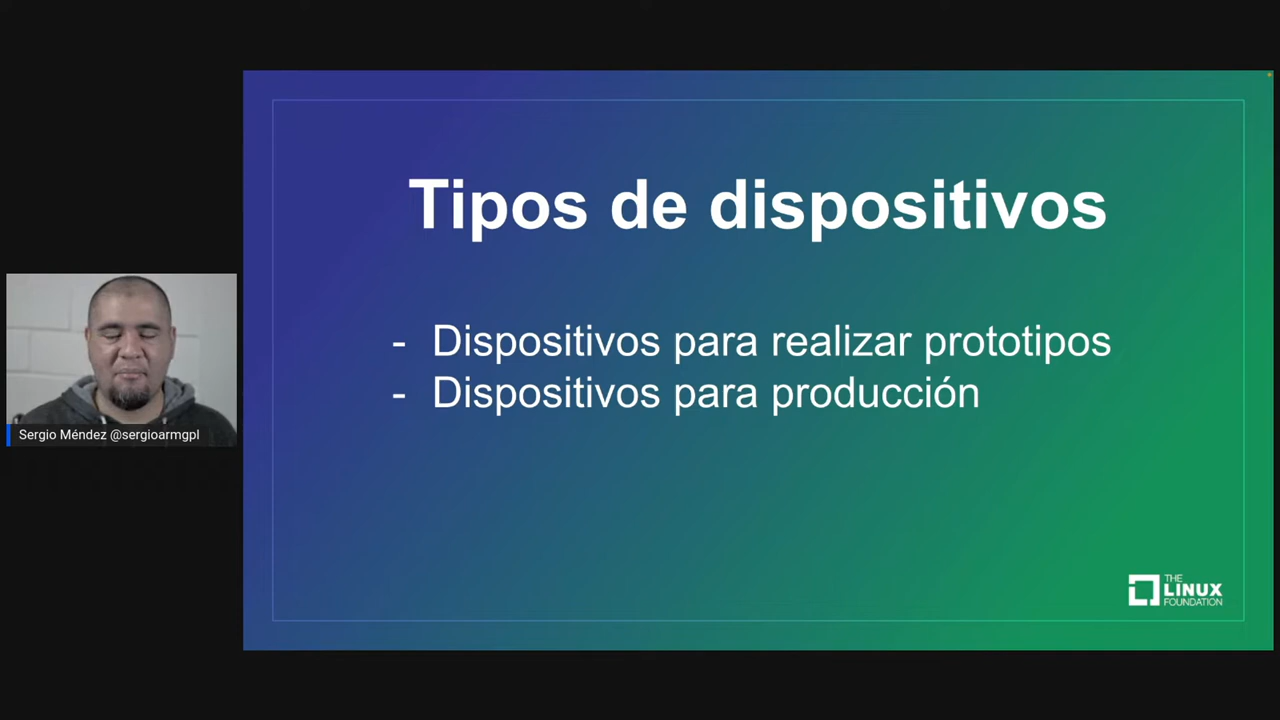 Tipos de dispositivos
- Dispositivos para realizar prototipos
- Dispositivos para producción
Sergio Méndez @sergioarmgpl
THE
LINUX
FOUNDATION